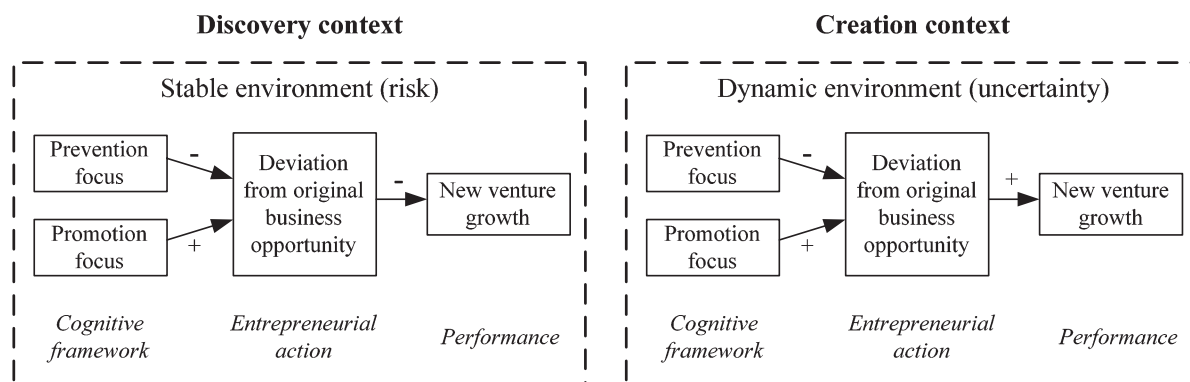 Discovery context
Stable environment (risk)
Prevention
focus
-
Promotion
focus
+
Deviation
from original
business
opportunity
-
New venture
growth
Cognitive
framework
Entrepreneurial
action
Performance
Creation context
Dynamic environment (uncertainty)
Prevention
focus
-
Promotion
focus
+
Deviation
from original
business
opportunity
+
New venture
growth
Cognitive
framework
Entrepreneurial
action
Performance